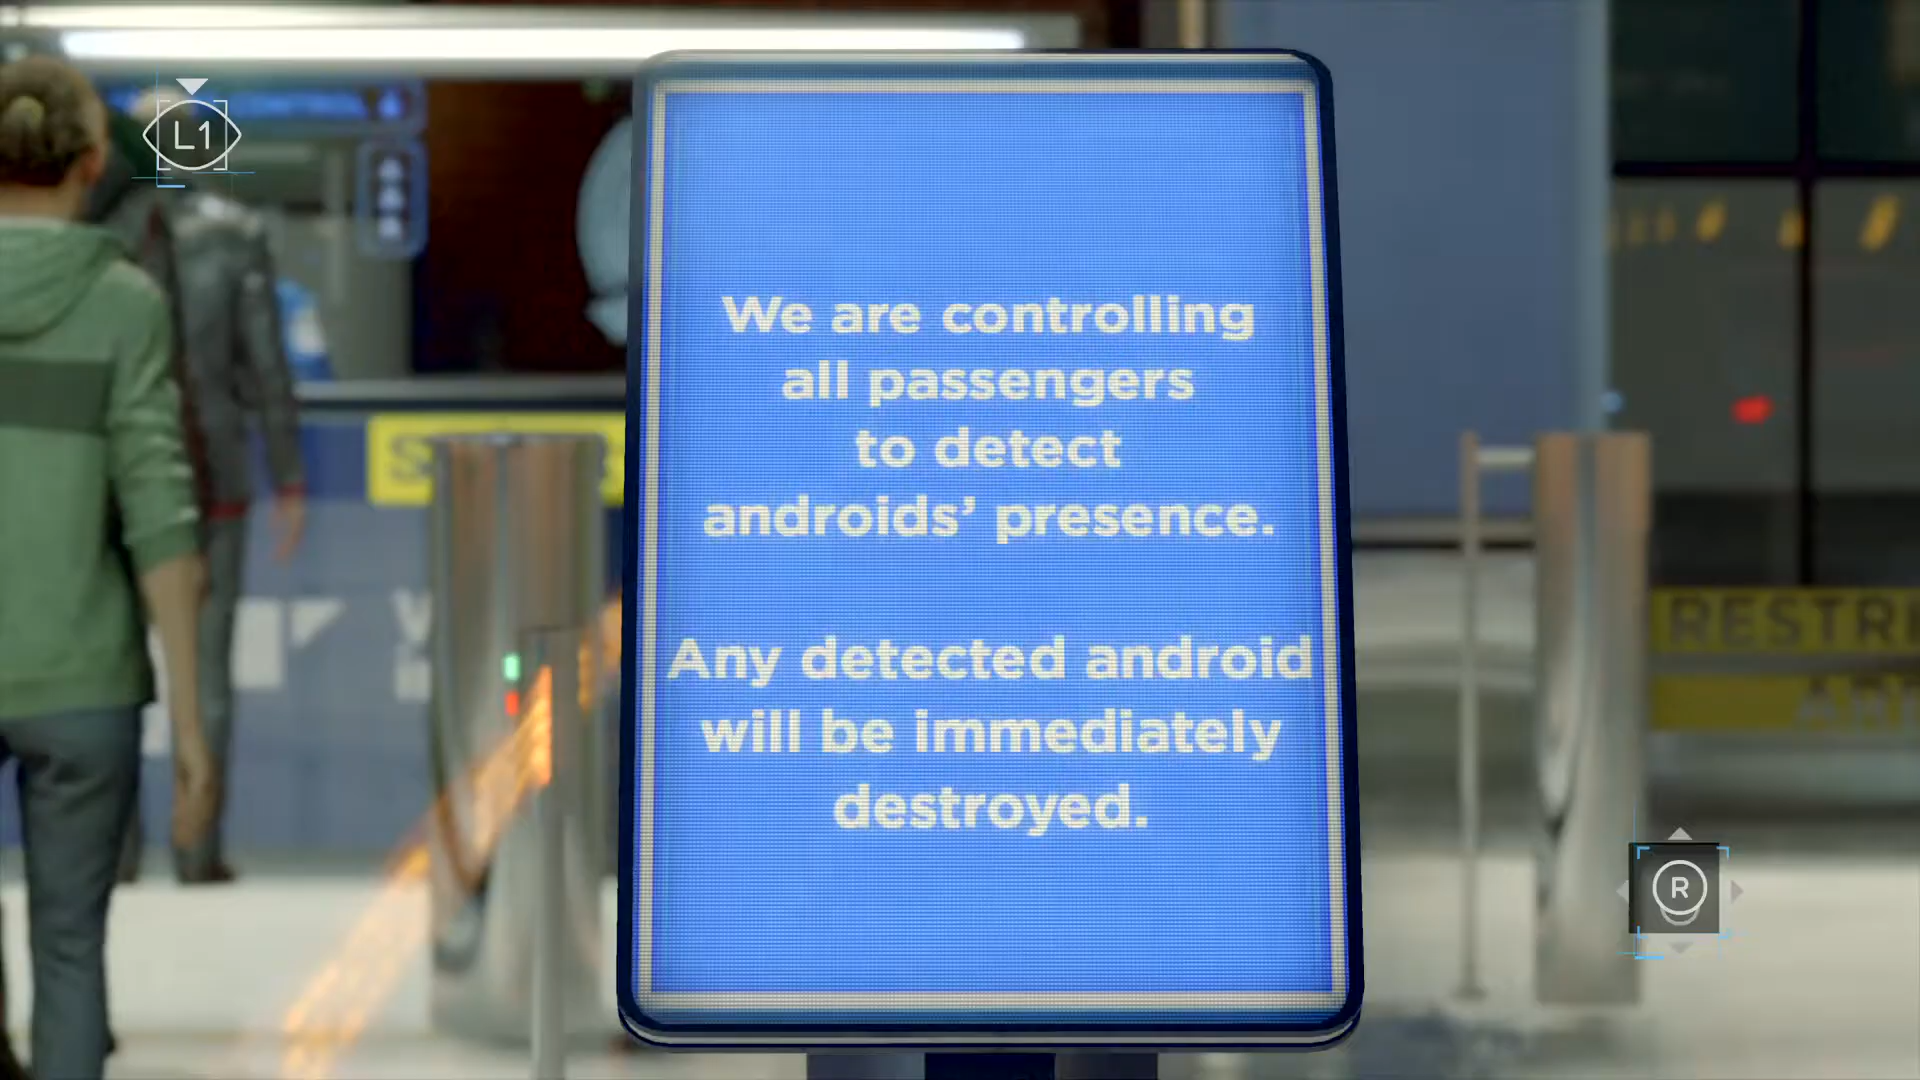 L1
We are controlling
all passengers
to detect
androids’ presence.
Any detected android
will be immediately
destroyed.
R